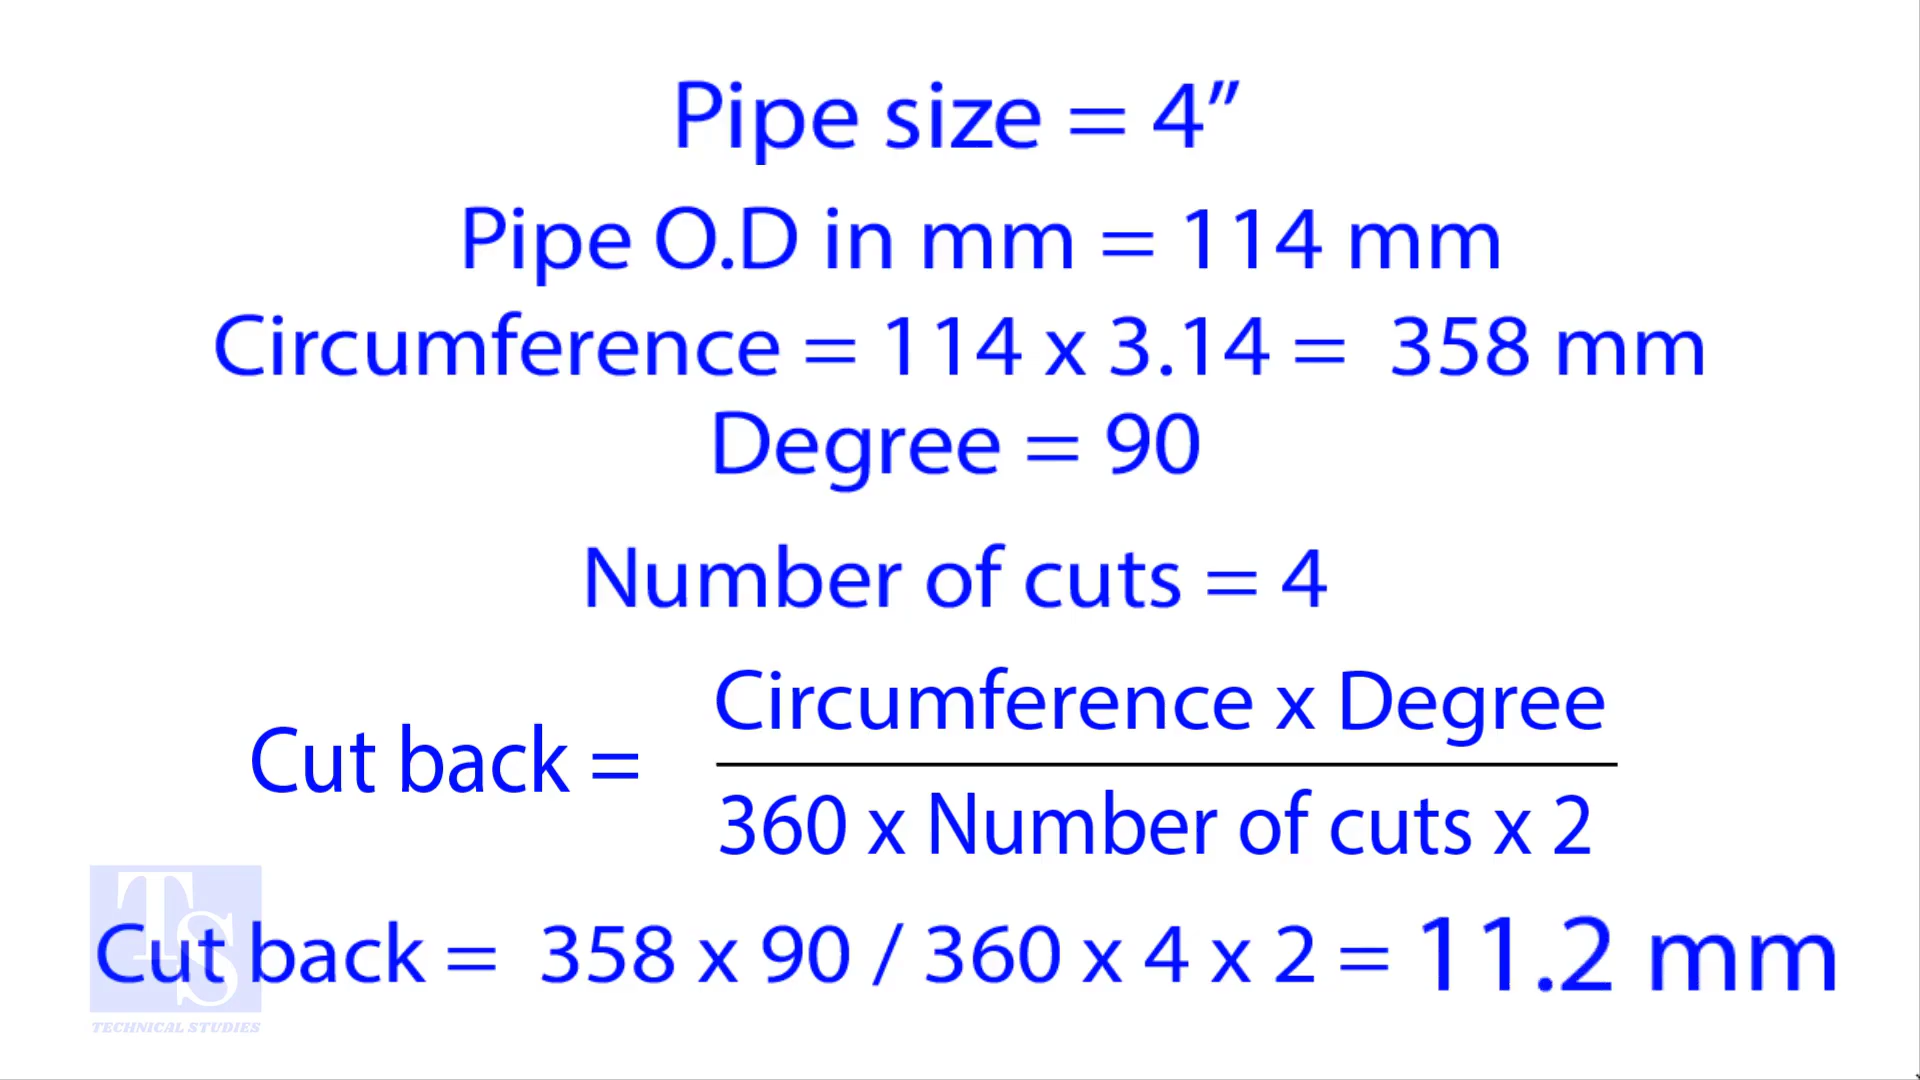 Pipe size = 4”
Pipe O.D in mm = 114 mm
Circumference = 114 x 3.14 = 358 mm
Degree = 90
Number of cuts = 4
Cut back = Circumference x Degree
360 x Number of cuts x 2
Cut back = 358 x 90 / 360 x 4 x 2 = 11.2 mm
TS
TECHNICAL STUDIES